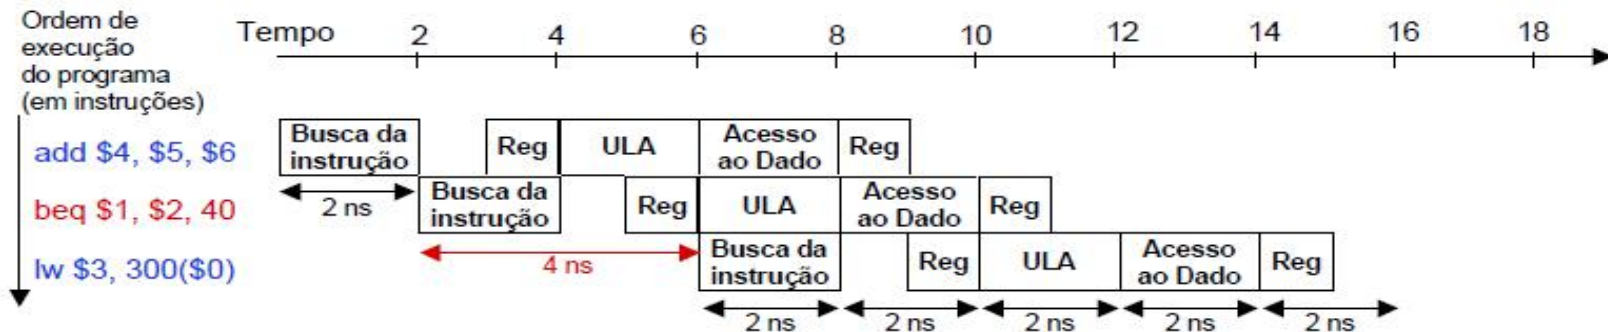 Ordem de
execução
do programa
(em instruções)
Tempo 2 4 6 8 10 12 14 16 18
add $4, $5, $6
Busca da
instrução
Reg
ULA
Acesso
ao Dado
Reg
2 ns
beq $1, $2, 40
Busca da
instrução
Reg
ULA
Acesso
ao Dado
Reg
4 ns
lw $3, 300($0)
Busca da
instrução
Reg
ULA
Acesso
ao Dado
Reg
2 ns 2 ns 2 ns 2 ns 2 ns